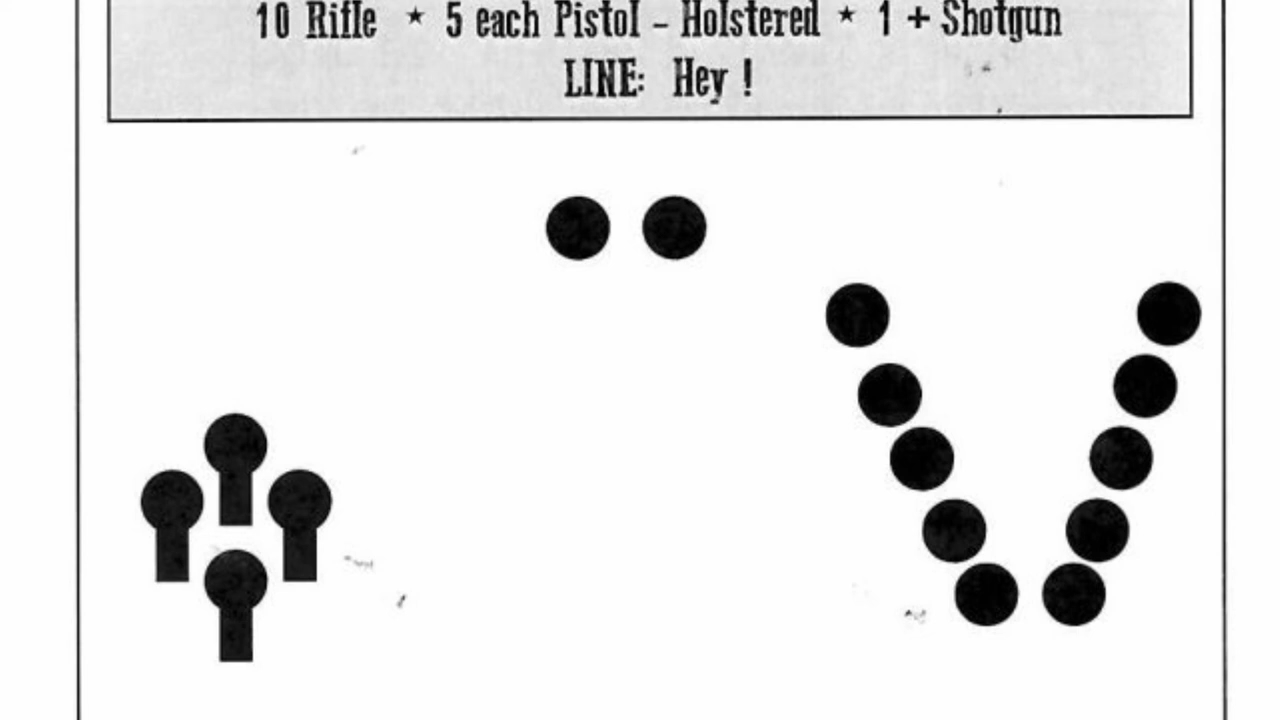 10 Rifle ★ 5 each Pistol – Holstered ★ 1 + Shotgun
LINE: Hey !